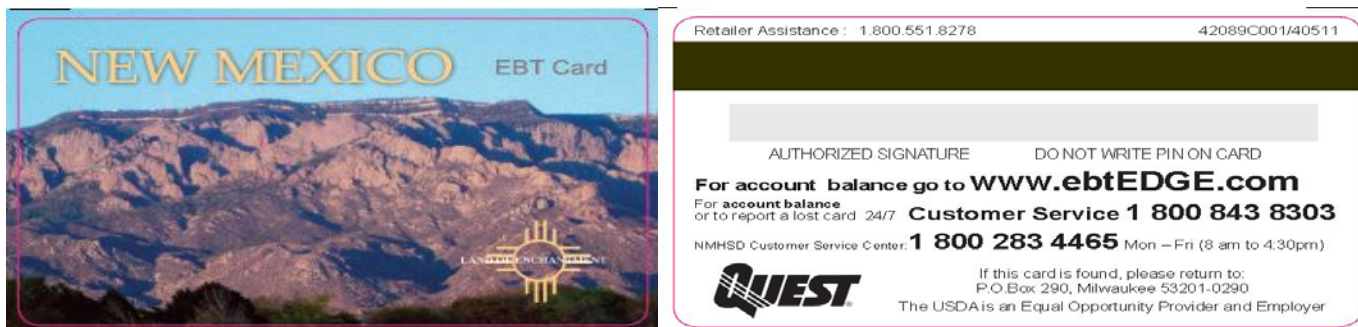 NEW MEXICO EBT Card
LAND OF ENCHANTMENT
Retailer Assistance : 1.800.551.8278 42089C001/40511
AUTHORIZED SIGNATURE DO NOT WRITE PIN ON CARD
For account balance go to www.ebtEDGE.com
For account balance
or to report a lost card 24/7 Customer Service 1 800 843 8303
NMHSD Customer Service Center: 1 800 283 4465 Mon – Fri (8 am to 4:30pm)
QUEST
If this card is found, please return to:
P.O.Box 290, Milwaukee 53201-0290
The USDA is an Equal Opportunity Provider and Employer